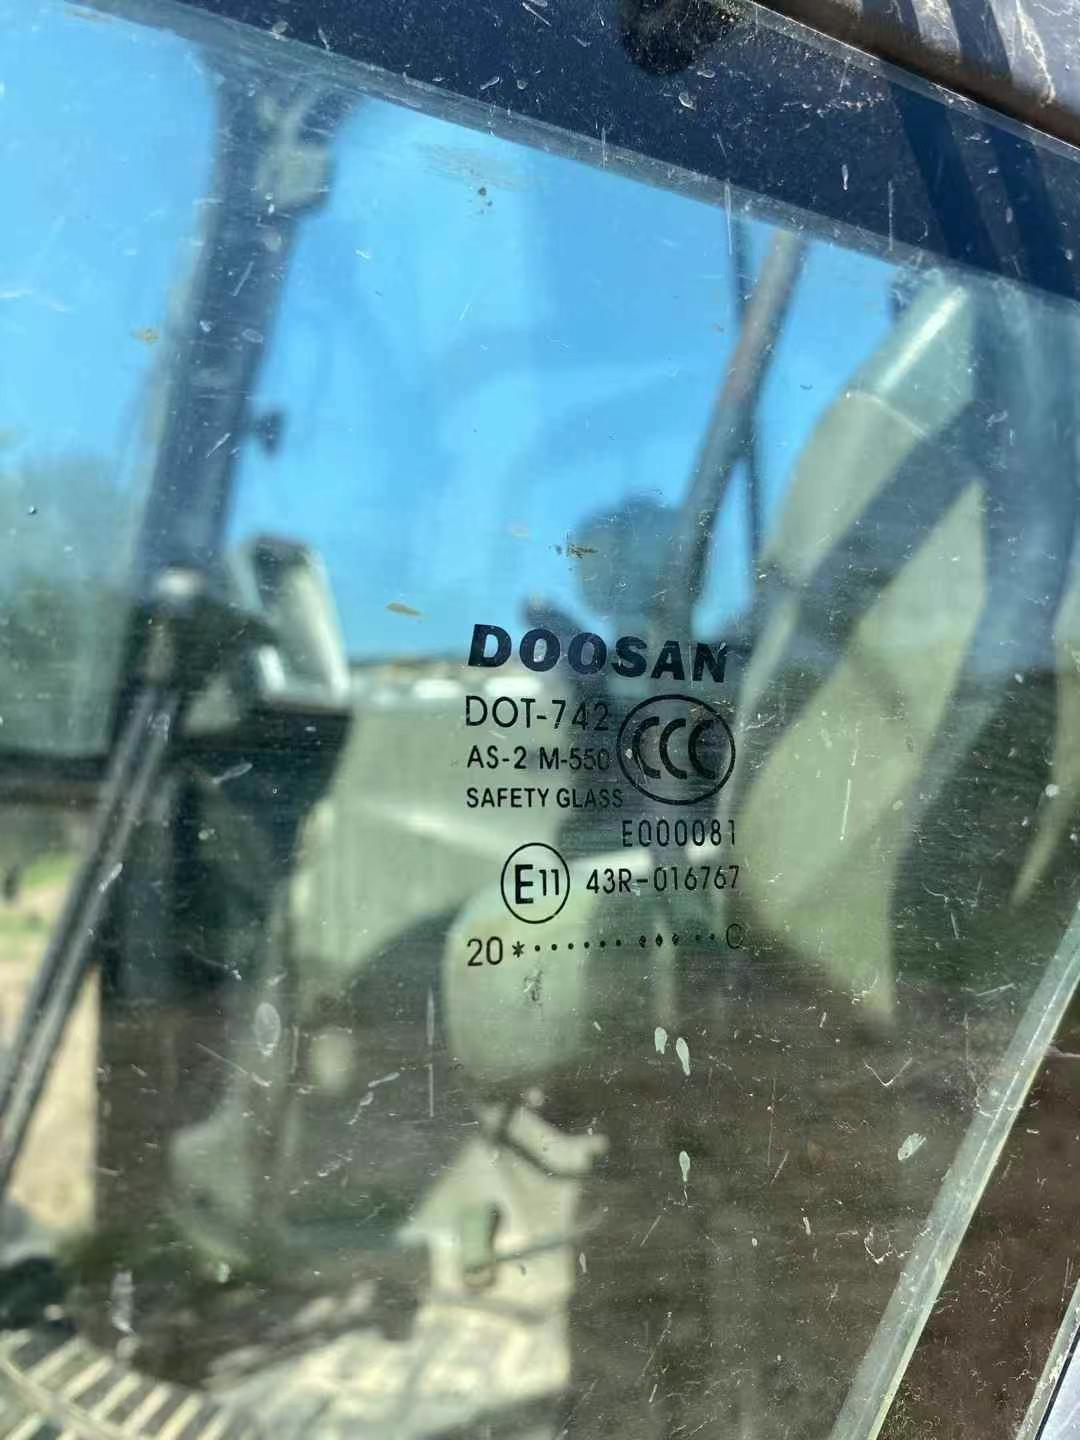 DOOSAN
DOT-742
AS-2 M-550
CCC
SAFETY GLASS
E000081
E11 43R-016767
20 *